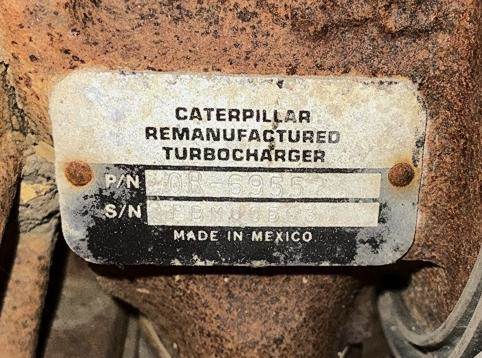 CATERPILLAR
REMANUFACTURED
TURBOCHARGER
P/N
S/N
MADE IN MEXICO